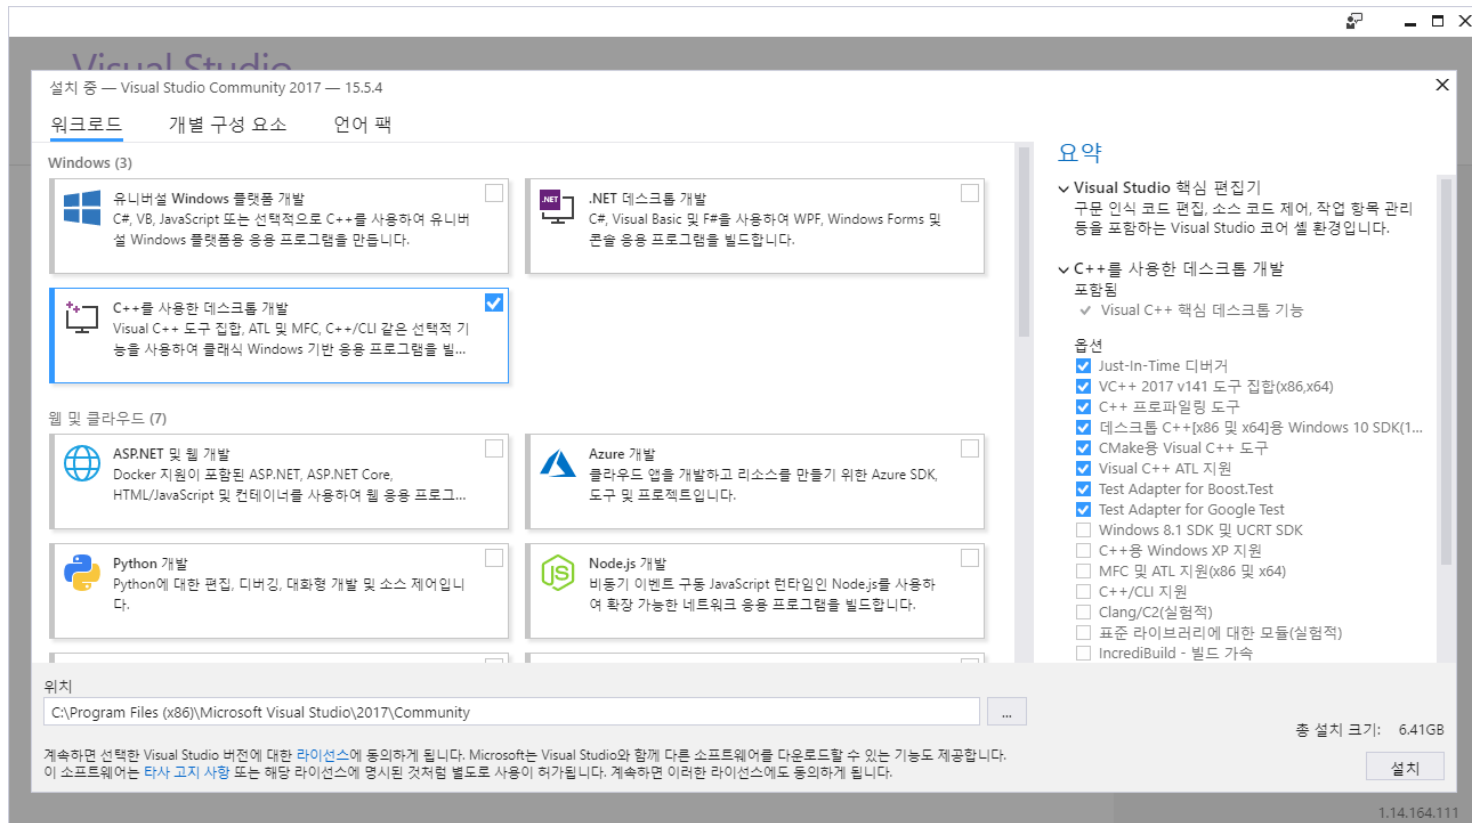 Visual Studio
설치 중 — Visual Studio Community 2017 — 15.5.4
워크로드 개별 구성 요소 언어 팩
Windows (3)
유니버설 Windows 플랫폼 개발
C#, VB, JavaScript 또는 선택적으로 C++를 사용하여 유니버
설 Windows 플랫폼용 응용 프로그램을 만듭니다.
.NET
.NET 데스크톱 개발
C#, Visual Basic 및 F#을 사용하여 WPF, Windows Forms 및
콘솔 응용 프로그램을 빌드합니다.
C++를 사용한 데스크톱 개발
Visual C++ 도구 집합, ATL 및 MFC, C++/CLI 같은 선택적 기
능을 사용하여 클래식 Windows 기반 응용 프로그램을 빌...
웹 및 클라우드 (7)
ASP.NET 및 웹 개발
Docker 지원이 포함된 ASP.NET, ASP.NET Core,
HTML/JavaScript 및 컨테이너를 사용하여 웹 응용 프로그...
Azure 개발
클라우드 앱을 개발하고 리소스를 만들기 위한 Azure SDK,
도구 및 프로젝트입니다.
Python 개발
Python에 대한 편집, 디버깅, 대화형 개발 및 소스 제어입니
다.
JS
Node.js 개발
비동기 이벤트 구동 JavaScript 런타임인 Node.js를 사용하
여 확장 가능한 네트워크 응용 프로그램을 빌드합니다.
요약
Visual Studio 핵심 편집기
구문 인식 코드 편집, 소스 코드 제어, 작업 항목 관리
등을 포함하는 Visual Studio 코어 셸 환경입니다.
C++를 사용한 데스크톱 개발
포함됨
Visual C++ 핵심 데스크톱 기능
옵션
Just-In-Time 디버거
VC++ 2017 v141 도구 집합(x86,x64)
C++ 프로파일링 도구
데스크톱 C++[x86 및 x64]용 Windows 10 SDK(1...
CMake용 Visual C++ 도구
Visual C++ ATL 지원
Test Adapter for Boost.Test
Test Adapter for Google Test
Windows 8.1 SDK 및 UCRT SDK
C++용 Windows XP 지원
MFC 및 ATL 지원(x86 및 x64)
C++/CLI 지원
Clang/C2(실험적)
표준 라이브러리에 대한 모듈(실험적)
IncrediBuild - 빌드 가속
위치
C:\Program Files (x86)\Microsoft Visual Studio\2017\Community
...
총 설치 크기: 6.41GB
계속하면 선택한 Visual Studio 버전에 대한 라이선스에 동의하게 됩니다. Microsoft는 Visual Studio와 함께 다른 소프트웨어를 다운로드할 수 있는 기능도 제공합니다.
이 소프트웨어는 타사 고지 사항 또는 해당 라이선스에 명시된 것처럼 별도로 사용이 허가됩니다. 계속하면 이러한 라이선스에도 동의하게 됩니다.
설치
1.14.164.111